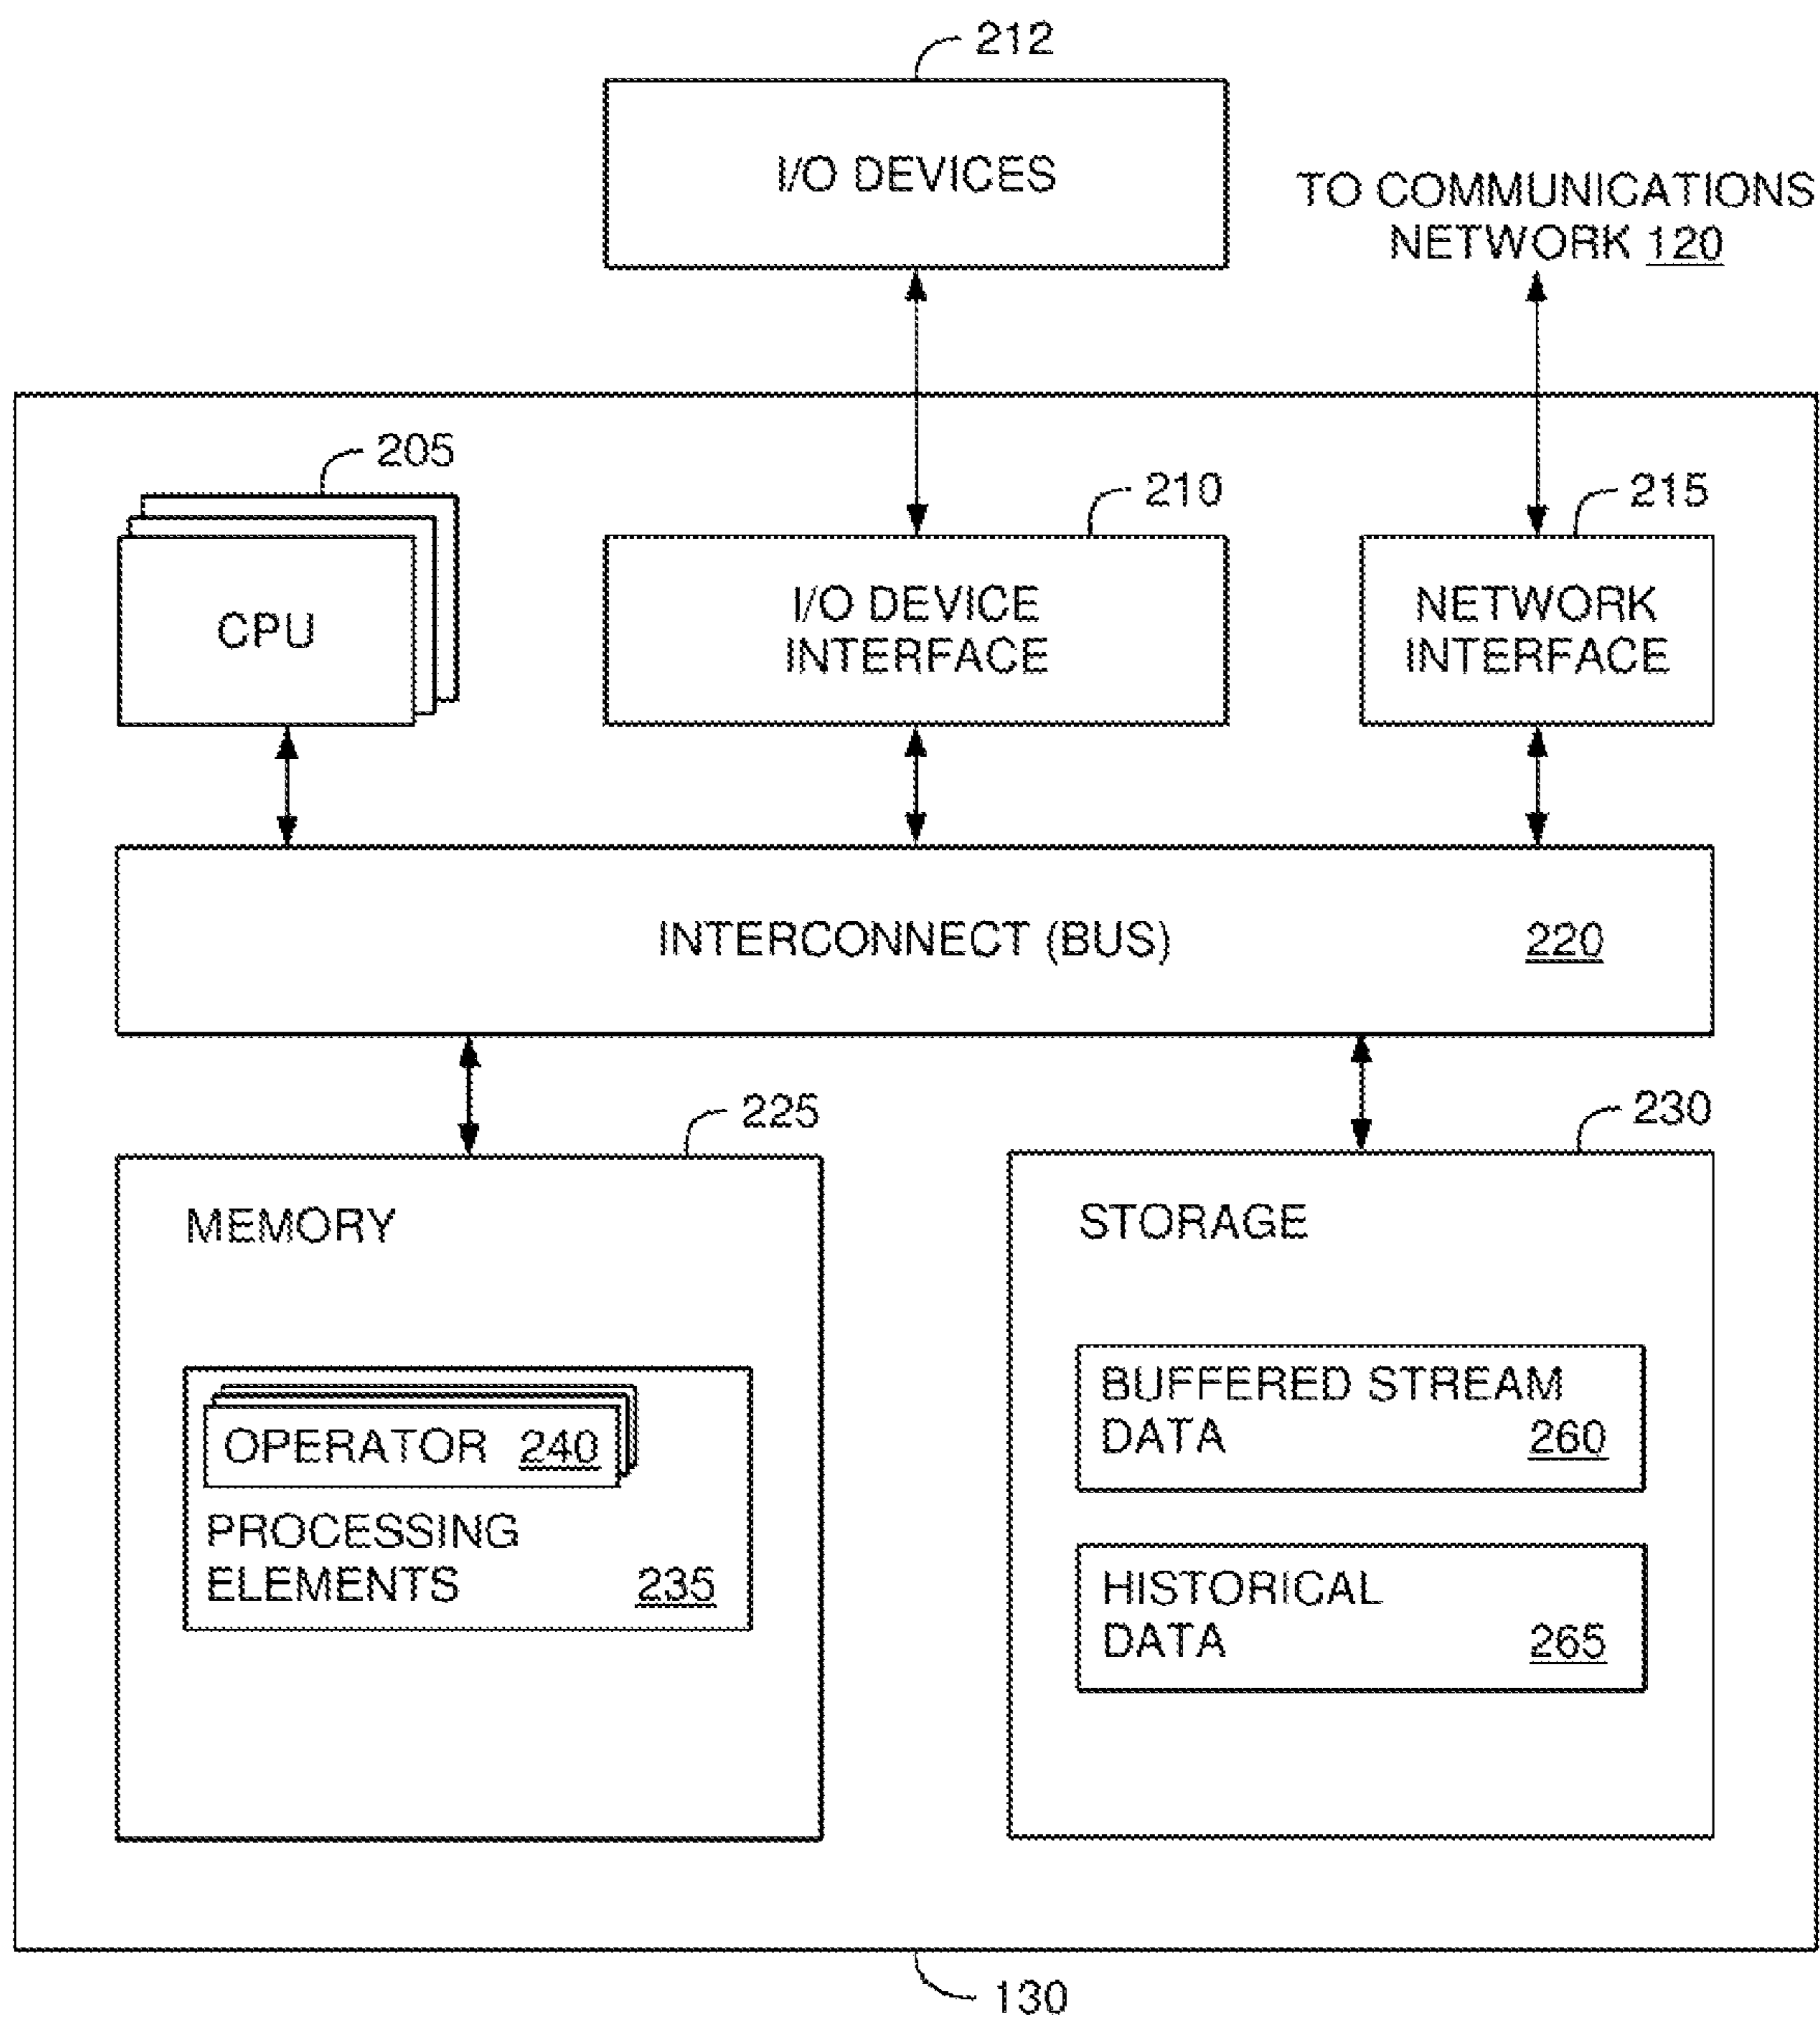 212
I/O DEVICES
TO COMMUNICATIONS
NETWORK 120
205
210
215
CPU
I/O DEVICE
INTERFACE
NETWORK
INTERFACE
INTERCONNECT (BUS) 220
225
230
MEMORY
STORAGE
OPERATOR 240
PROCESSING
ELEMENTS 235
BUFFERED STREAM
DATA 260
HISTORICAL
DATA 265
130